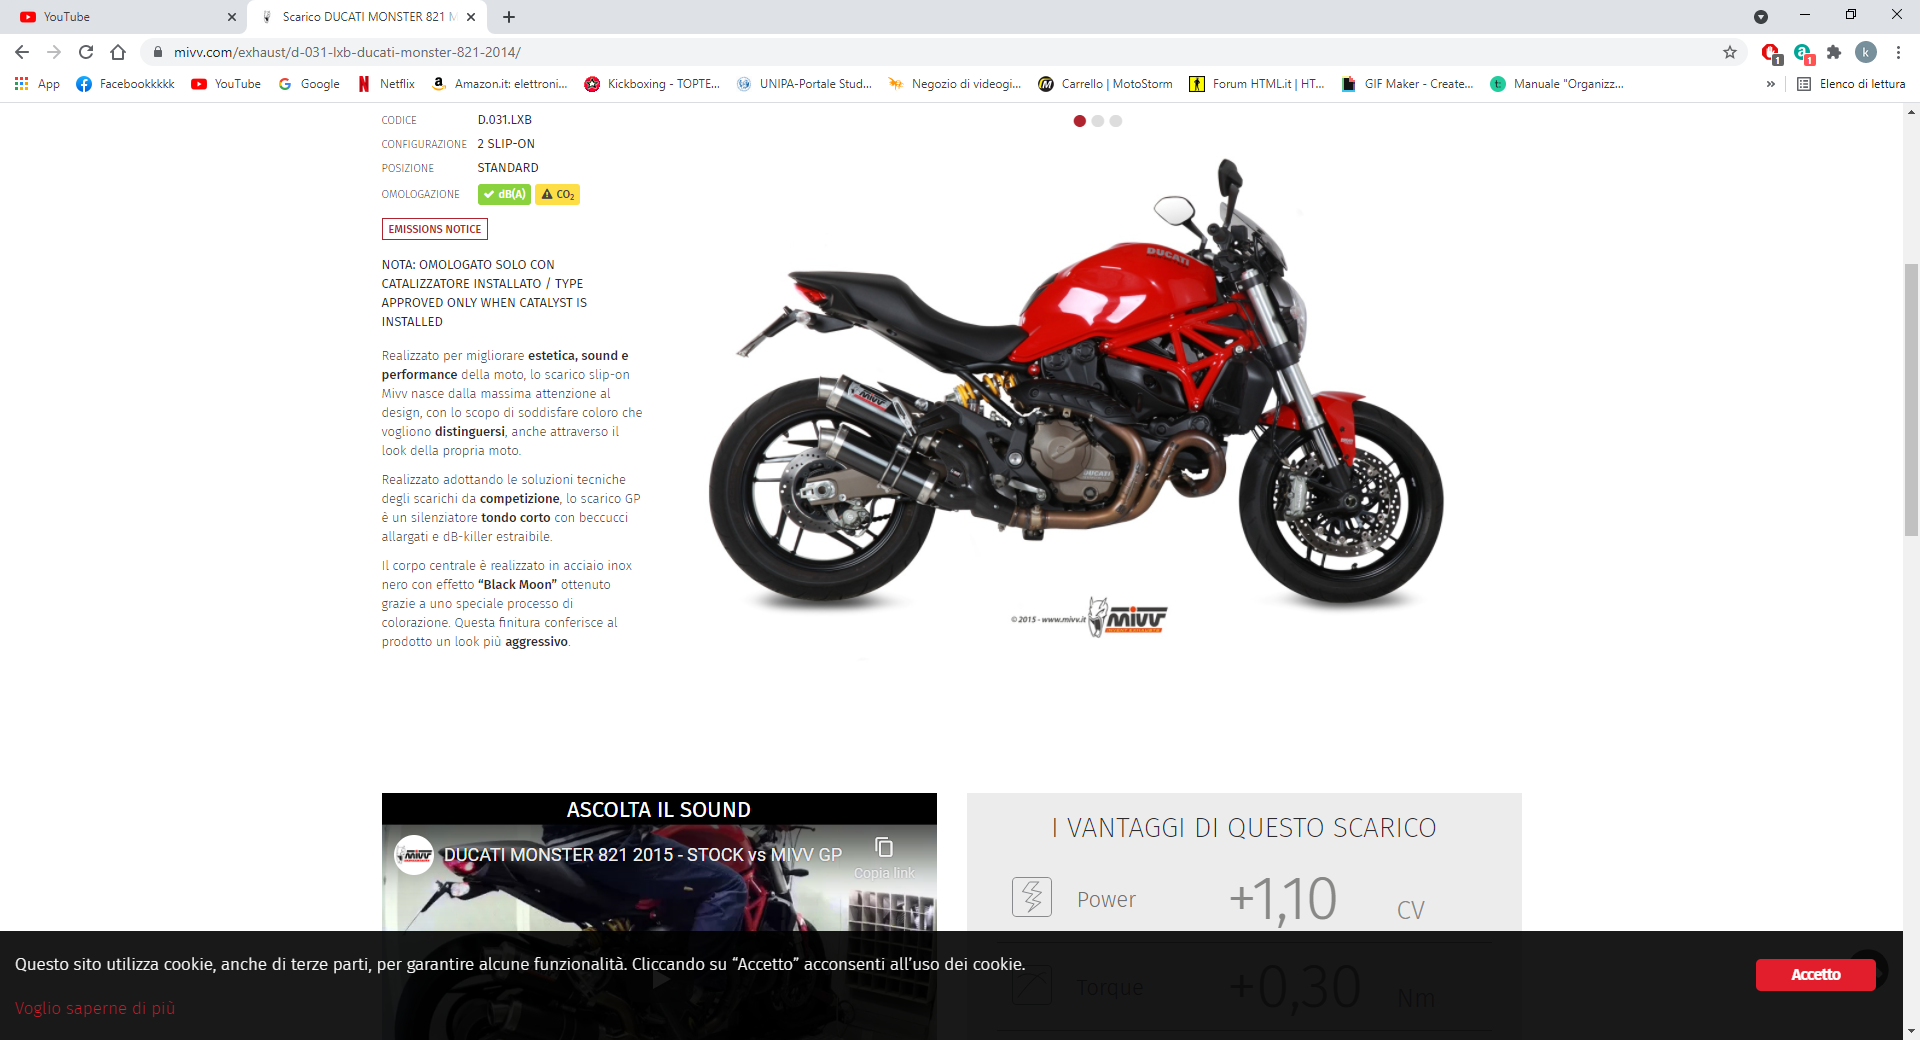 YouTube
Scarico DUCATI MONSTER 821 M
mivv.com/exhaust/d-031-lxb-ducati-monster-821-2014/
1
1
k
App
Facebookkkkk
YouTube
Google
Netflix
Amazon.it: elettroni...
Kickboxing - TOPTE...
UNIPA-Portale Stud...
Negozio di videogi...
Carrello | MotoStorm
Forum HTML.it | HT...
GIF Maker - Create...
Manuale "Organizz...
»
Elenco di lettura
CODICE D.031.LXB
CONFIGURAZIONE 2 SLIP-ON
POSIZIONE STANDARD
OMOLOGAZIONE dB(A) CO₂
EMISSIONS NOTICE
NOTA: OMOLOGATO SOLO CON
CATALIZZATORE INSTALLATO / TYPE
APPROVED ONLY WHEN CATALYST IS
INSTALLED
Realizzato per migliorare estetica, sound e
performance della moto, lo scarico slip-on
Mivv nasce dalla massima attenzione al
design, con lo scopo di soddisfare coloro che
vogliono distinguersi, anche attraverso il
look della propria moto.
Realizzato adottando le soluzioni tecniche
degli scarichi da competizione, lo scarico GP
è un silenziatore tondo corto con beccucci
allargati e dB-killer estraibile.
Il corpo centrale è realizzato in acciaio inox
nero con effetto “Black Moon” ottenuto
grazie a uno speciale processo di
colorazione. Questa finitura conferisce al
prodotto un look più aggressivo.
DUCATI
MIVV
DUCATI
© 2015 - www.mivv.it
MIVV
ASCOLTA IL SOUND
MIVV
DUCATI MONSTER 821 2015 - STOCK vs MIVV GP
Copia link
I VANTAGGI DI QUESTO SCARICO
Power +1,10 CV
Torque +0,30 Nm
Questo sito utilizza cookie, anche di terze parti, per garantire alcune funzionalità. Cliccando su “Accetto” acconsenti all’uso dei cookie.
Accetto
Voglio saperne di più